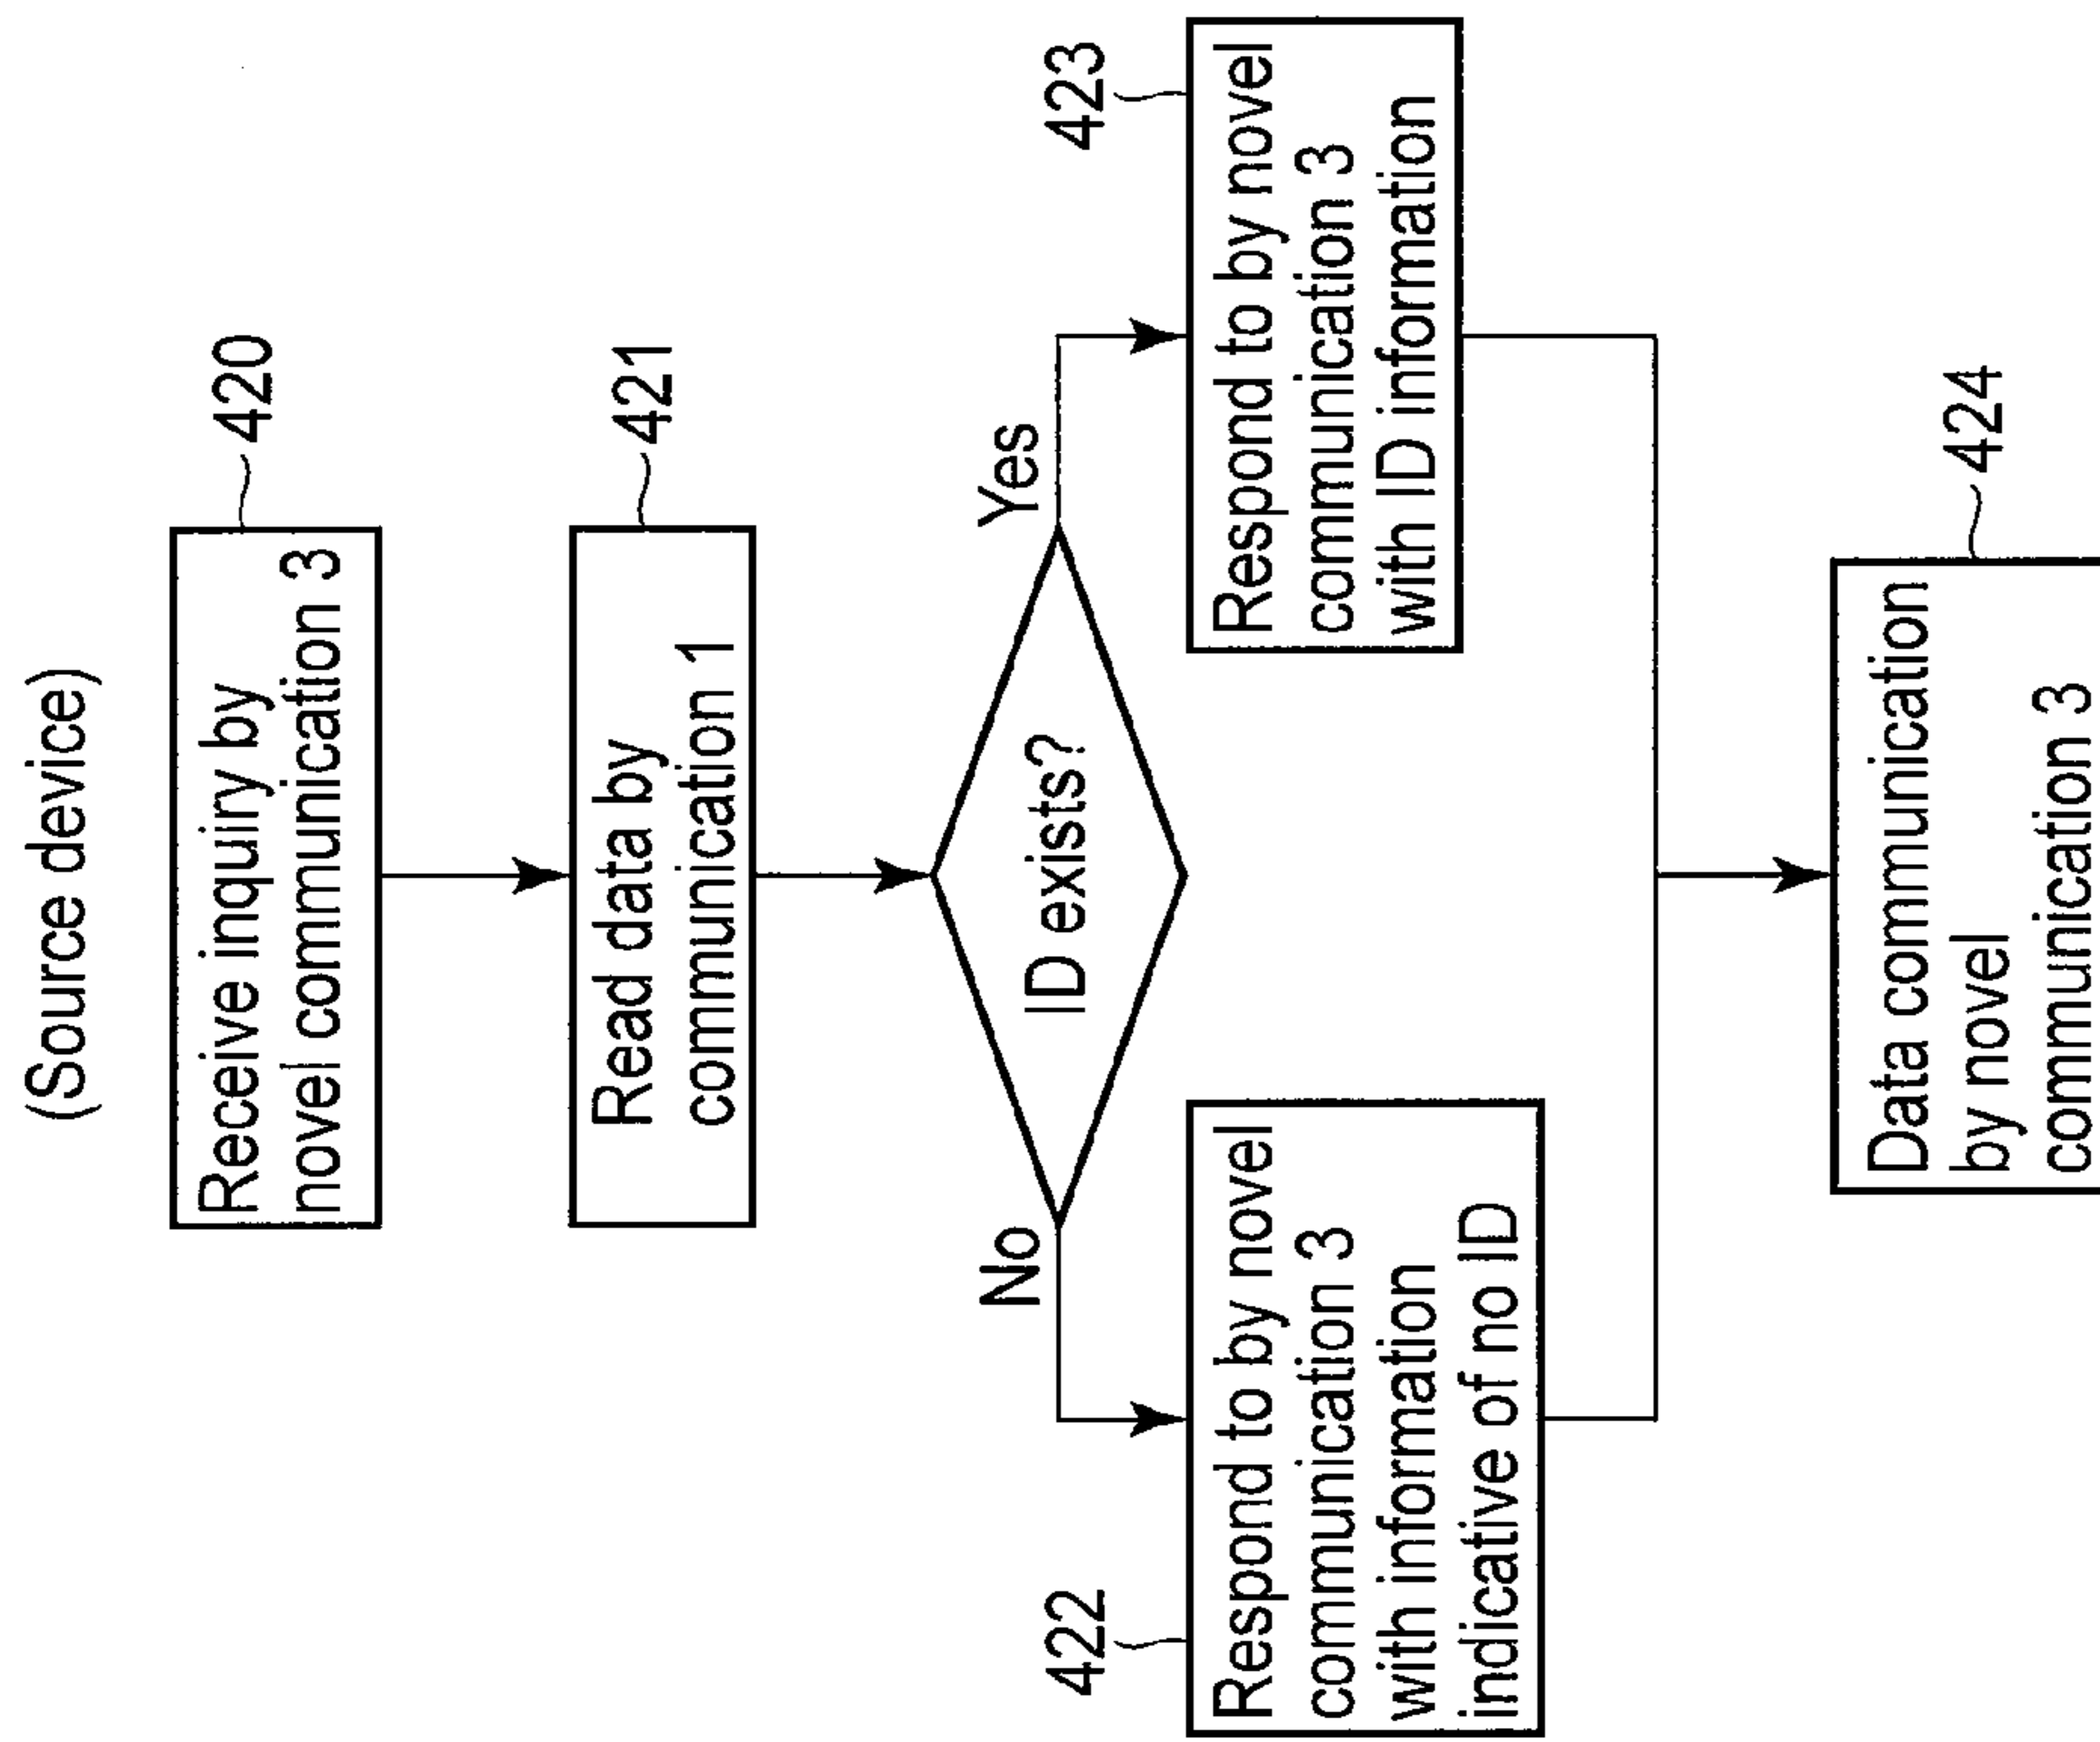 (Source device)
420
Receive inquiry by
novel communication 3
421
Read data by
communication 1
ID exists?
No
Yes
422
Respond to by novel
communication 3
with information
indicative of no ID
423
Respond to by novel
communication 3
with ID information
424
Data communication
by novel
communication 3